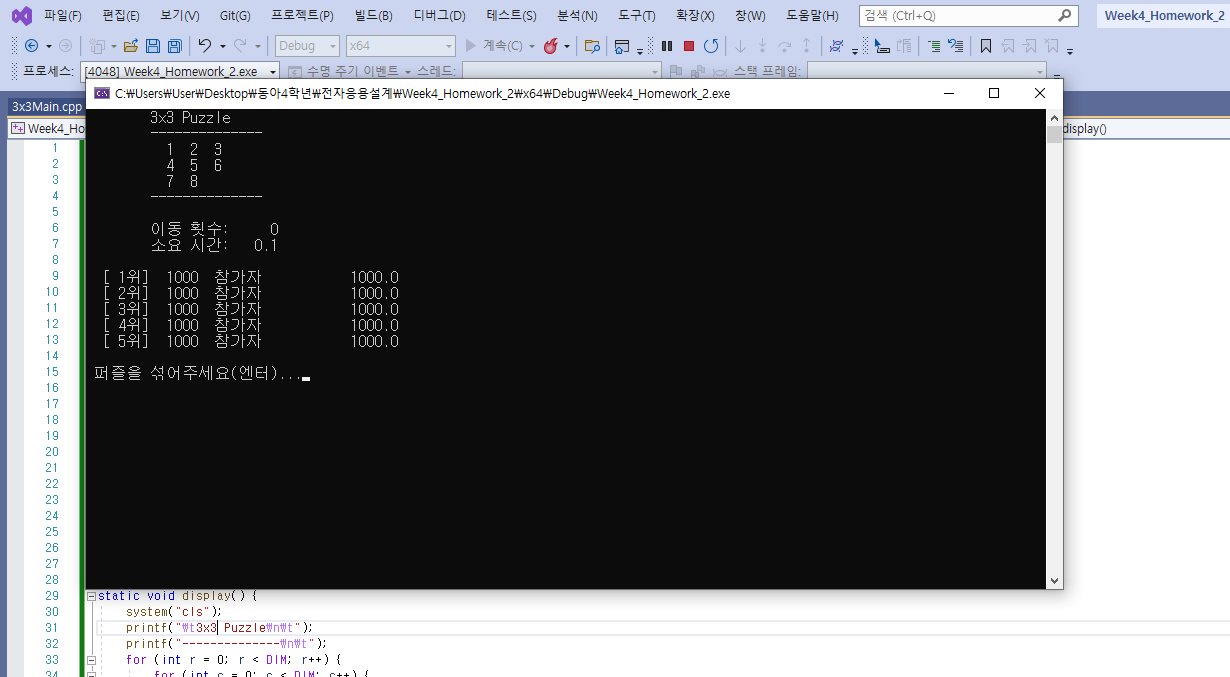 파일(F) 편집(E) 보기(V) Git(G) 프로젝트(P) 빌드(B) 디버그(D) 테스트(S) 분석(N) 도구(T) 확장(X) 창(W) 도움말(H) 검색 (Ctrl+Q) Week4_Homework_2
Debug x64 계속(C)
프로세스: [4048] Week4_Homework_2.exe 수명 주기 이벤트 스레드: 스택 프레임:
C:\Users\User\Desktop\동아4학년\전자응용설계\Week4_Homework_2\x64\Debug\Week4_Homework_2.exe
3x3Main.cpp
Week4_Ho display()
3x3 Puzzle
--------------
1 2 3
4 5 6
7 8
--------------
이동 횟수: 0
소요 시간: 0.1
[ 1위] 1000 참가자 1000.0
[ 2위] 1000 참가자 1000.0
[ 3위] 1000 참가자 1000.0
[ 4위] 1000 참가자 1000.0
[ 5위] 1000 참가자 1000.0
퍼즐을 섞어주세요(엔터)...
1
2
3
4
5
6
7
8
9
10
11
12
13
14
15
16
17
18
19
20
21
22
23
24
25
26
27
28
29 static void display() {
30 system("cls");
31 printf("\t3x3 Puzzle\n\t");
32 printf("--------------\n\t");
33 for (int r = 0; r < DIM; r++) {
34 for (int c = 0; c < DIM; c++) {